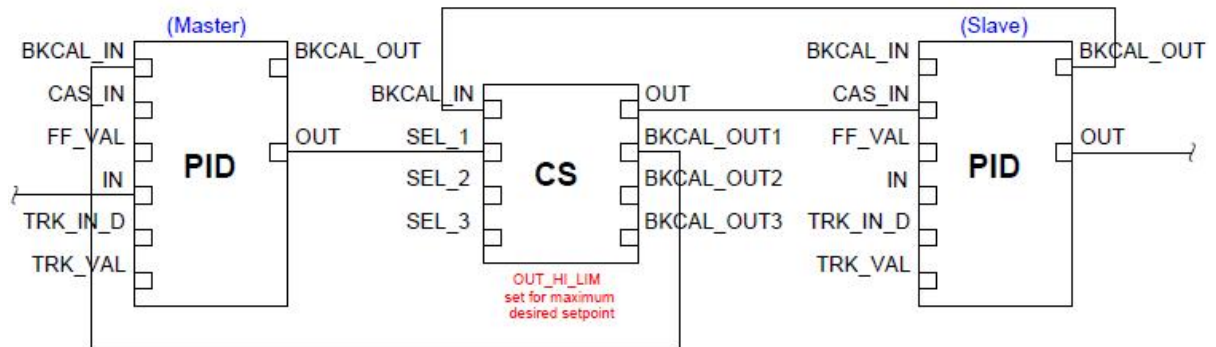 (Master)
BKCAL_IN
BKCAL_OUT
CAS_IN
FF_VAL
OUT
PID
IN
TRK_IN_D
TRK_VAL
BKCAL_IN
OUT
SEL_1
BKCAL_OUT1
CS
SEL_2
BKCAL_OUT2
SEL_3
BKCAL_OUT3
OUT_HI_LIM
set for maximum
desired setpoint
(Slave)
BKCAL_IN
BKCAL_OUT
CAS_IN
FF_VAL
OUT
PID
IN
TRK_IN_D
TRK_VAL